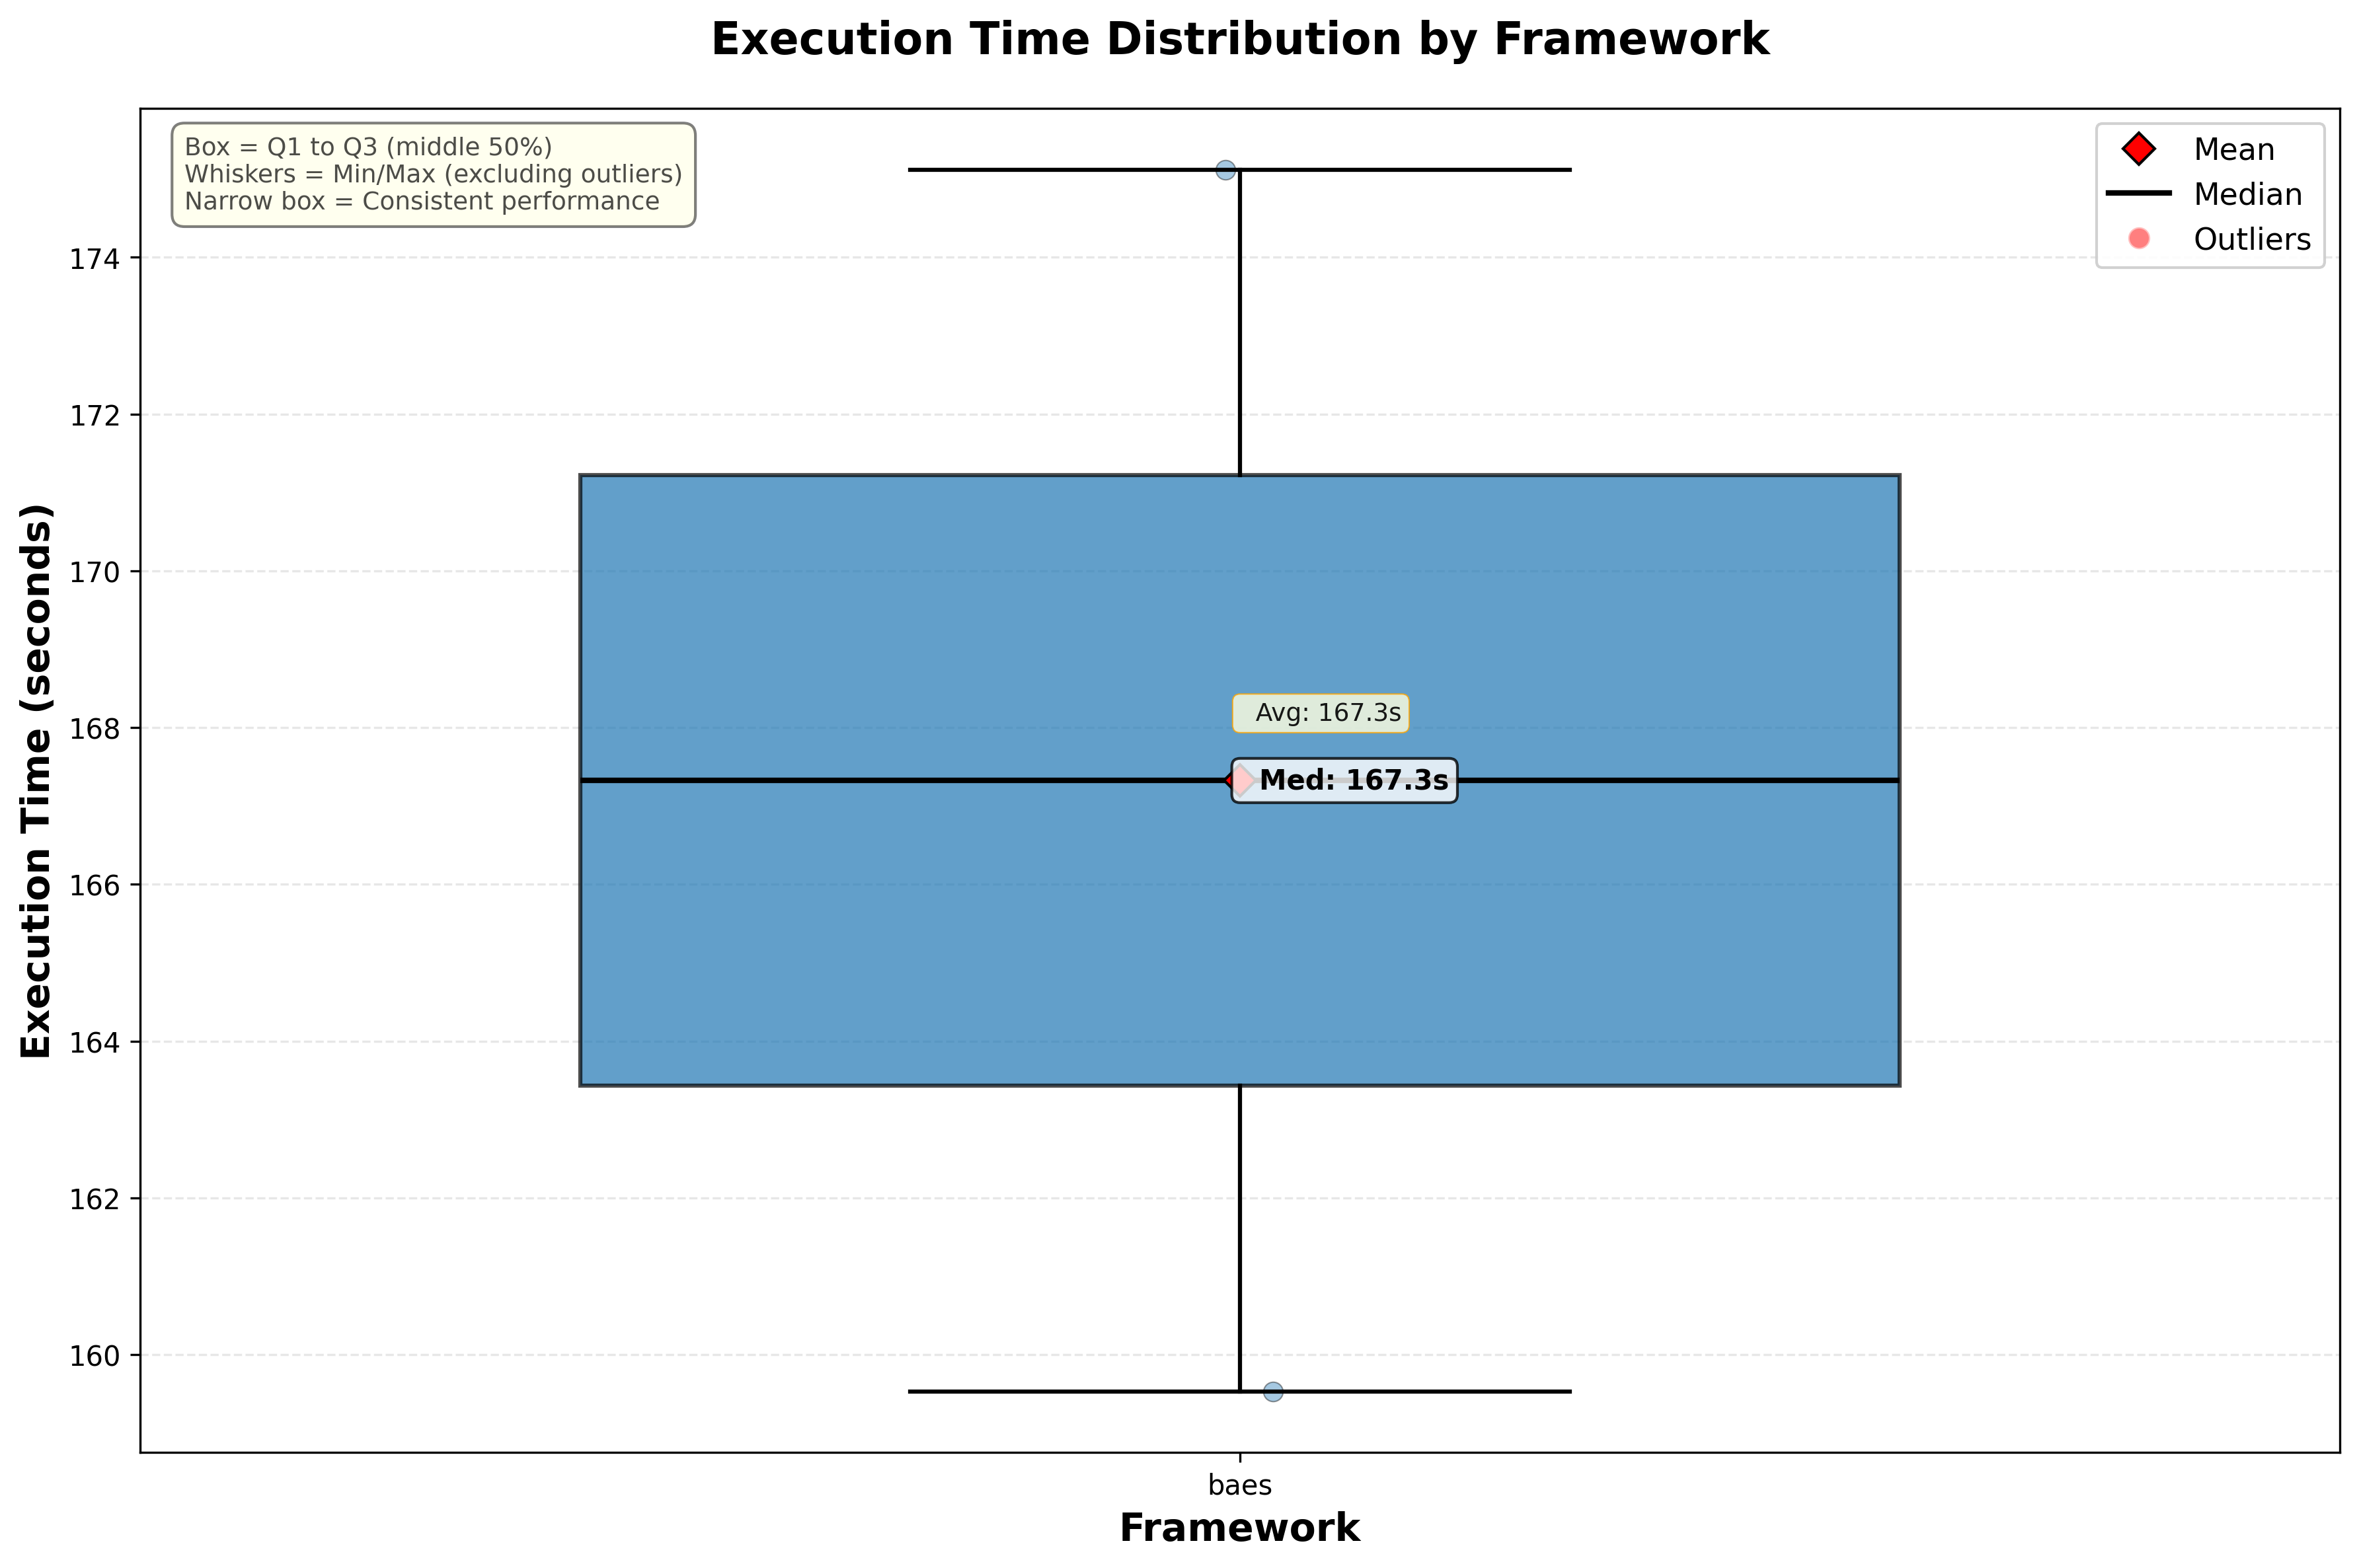 Execution Time Distribution by Framework
Box = Q1 to Q3 (middle 50%)
Whiskers = Min/Max (excluding outliers)
Narrow box = Consistent performance
Mean
Median
Outliers
Execution Time (seconds)
174
172
170
168
166
164
162
160
Avg: 167.3s
Med: 167.3s
baes
Framework